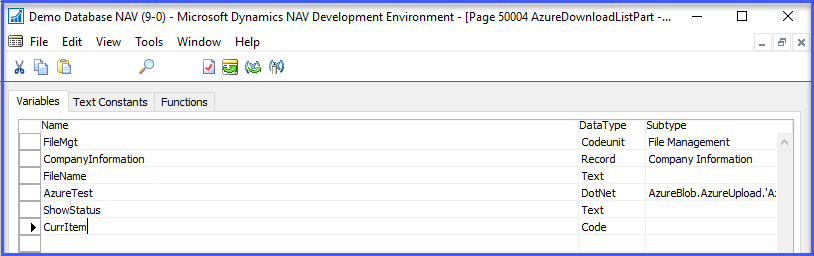 Demo Database NAV (9-0) - Microsoft Dynamics NAV Development Environment - [Page 50004 AzureDownloadListPart -...
File Edit View Tools Window Help
Variables Text Constants Functions
Name DataType Subtype
FileMgt Codeunit File Management
CompanyInformation Record Company Information
FileName Text
AzureTest DotNet AzureBlob.AzureUpload.'Az
ShowStatus Text
CurrItem Code